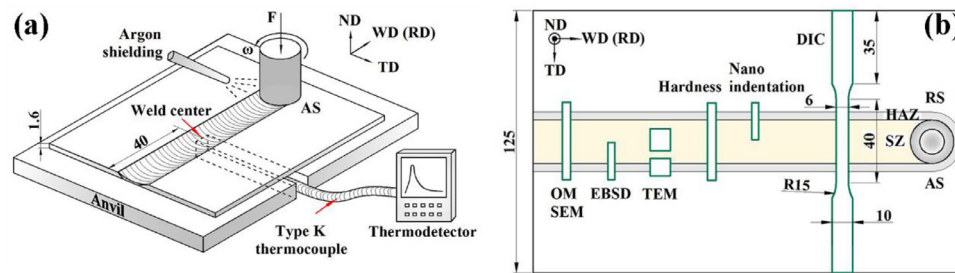 (a)
Argon
shielding
F
ω
ND
WD (RD)
TD
AS
Weld center
40
1.6
Anvil
Type K
thermocouple
Thermodetector
(b)
ND
WD (RD)
TD
DIC
35
Hardness
Nano
indentation
6
RS
HAZ
SZ
40
AS
125
OM
SEM
EBSD
TEM
R15
10